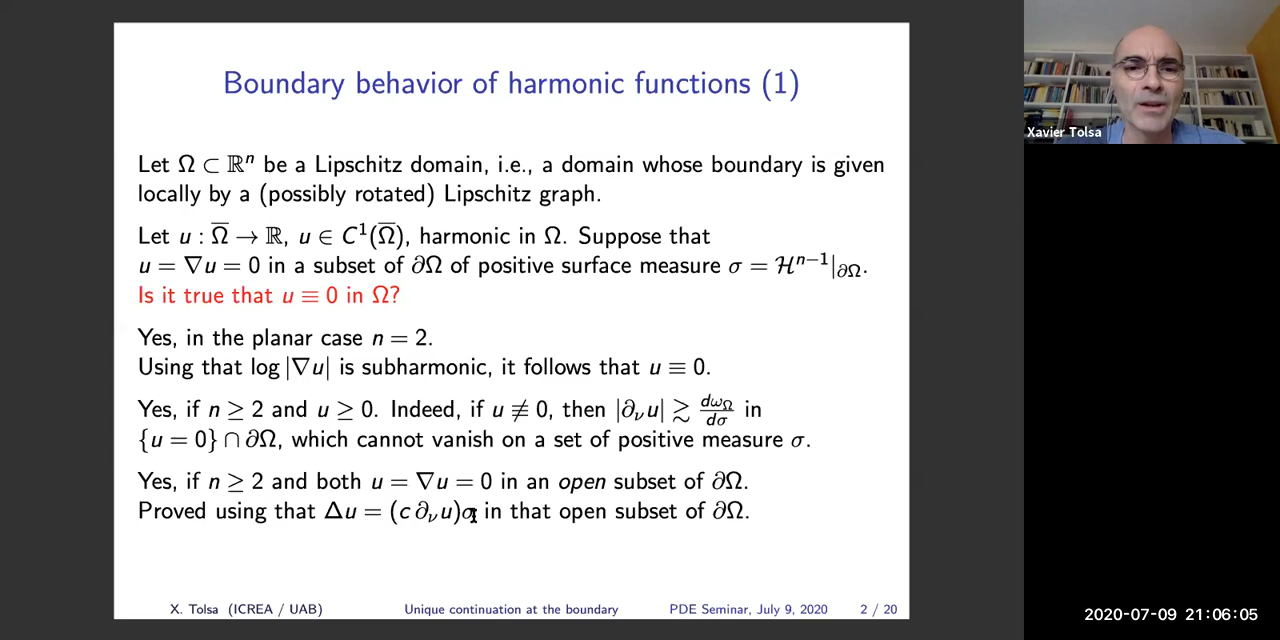 Boundary behavior of harmonic functions (1)
Let Ω ⊂ ℝⁿ be a Lipschitz domain, i.e., a domain whose boundary is given
locally by a (possibly rotated) Lipschitz graph.
Let u : Ω̅ → ℝ, u ∈ C¹(Ω̅), harmonic in Ω. Suppose that
u = ∇u = 0 in a subset of ∂Ω of positive surface measure σ = ℋⁿ⁻¹|∂Ω.
Is it true that u ≡ 0 in Ω?
Yes, in the planar case n = 2.
Using that log |∇u| is subharmonic, it follows that u ≡ 0.
Yes, if n ≥ 2 and u ≥ 0. Indeed, if u ≢ 0, then |∂νu| ≳ dωΩ/dσ in
{u = 0} ∩ ∂Ω, which cannot vanish on a set of positive measure σ.
Yes, if n ≥ 2 and both u = ∇u = 0 in an open subset of ∂Ω.
Proved using that Δu = (c ∂νu)σ in that open subset of ∂Ω.
X. Tolsa (ICREA / UAB) Unique continuation at the boundary PDE Seminar, July 9, 2020 2 / 20
Xavier Tolsa
2020-07-09 21:06:05